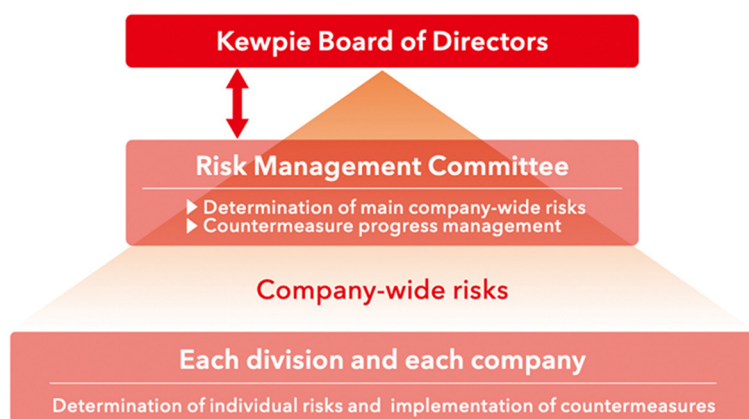 Kewpie Board of Directors
Risk Management Committee
▶ Determination of main company-wide risks
▶ Countermeasure progress management
Company-wide risks
Each division and each company
Determination of individual risks and implementation of countermeasures